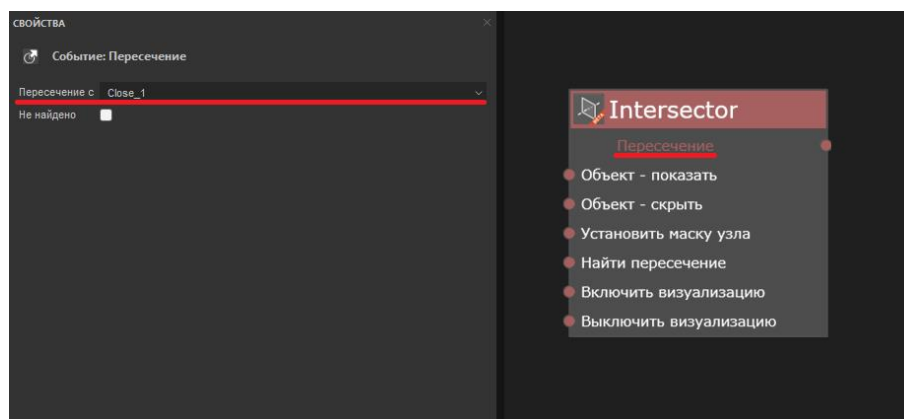 СВОЙСТВА
Событие: Пересечение
Пересечение с Close_1
Не найдено
Intersector
Пересечение
Объект - показать
Объект - скрыть
Установить маску узла
Найти пересечение
Включить визуализацию
Выключить визуализацию